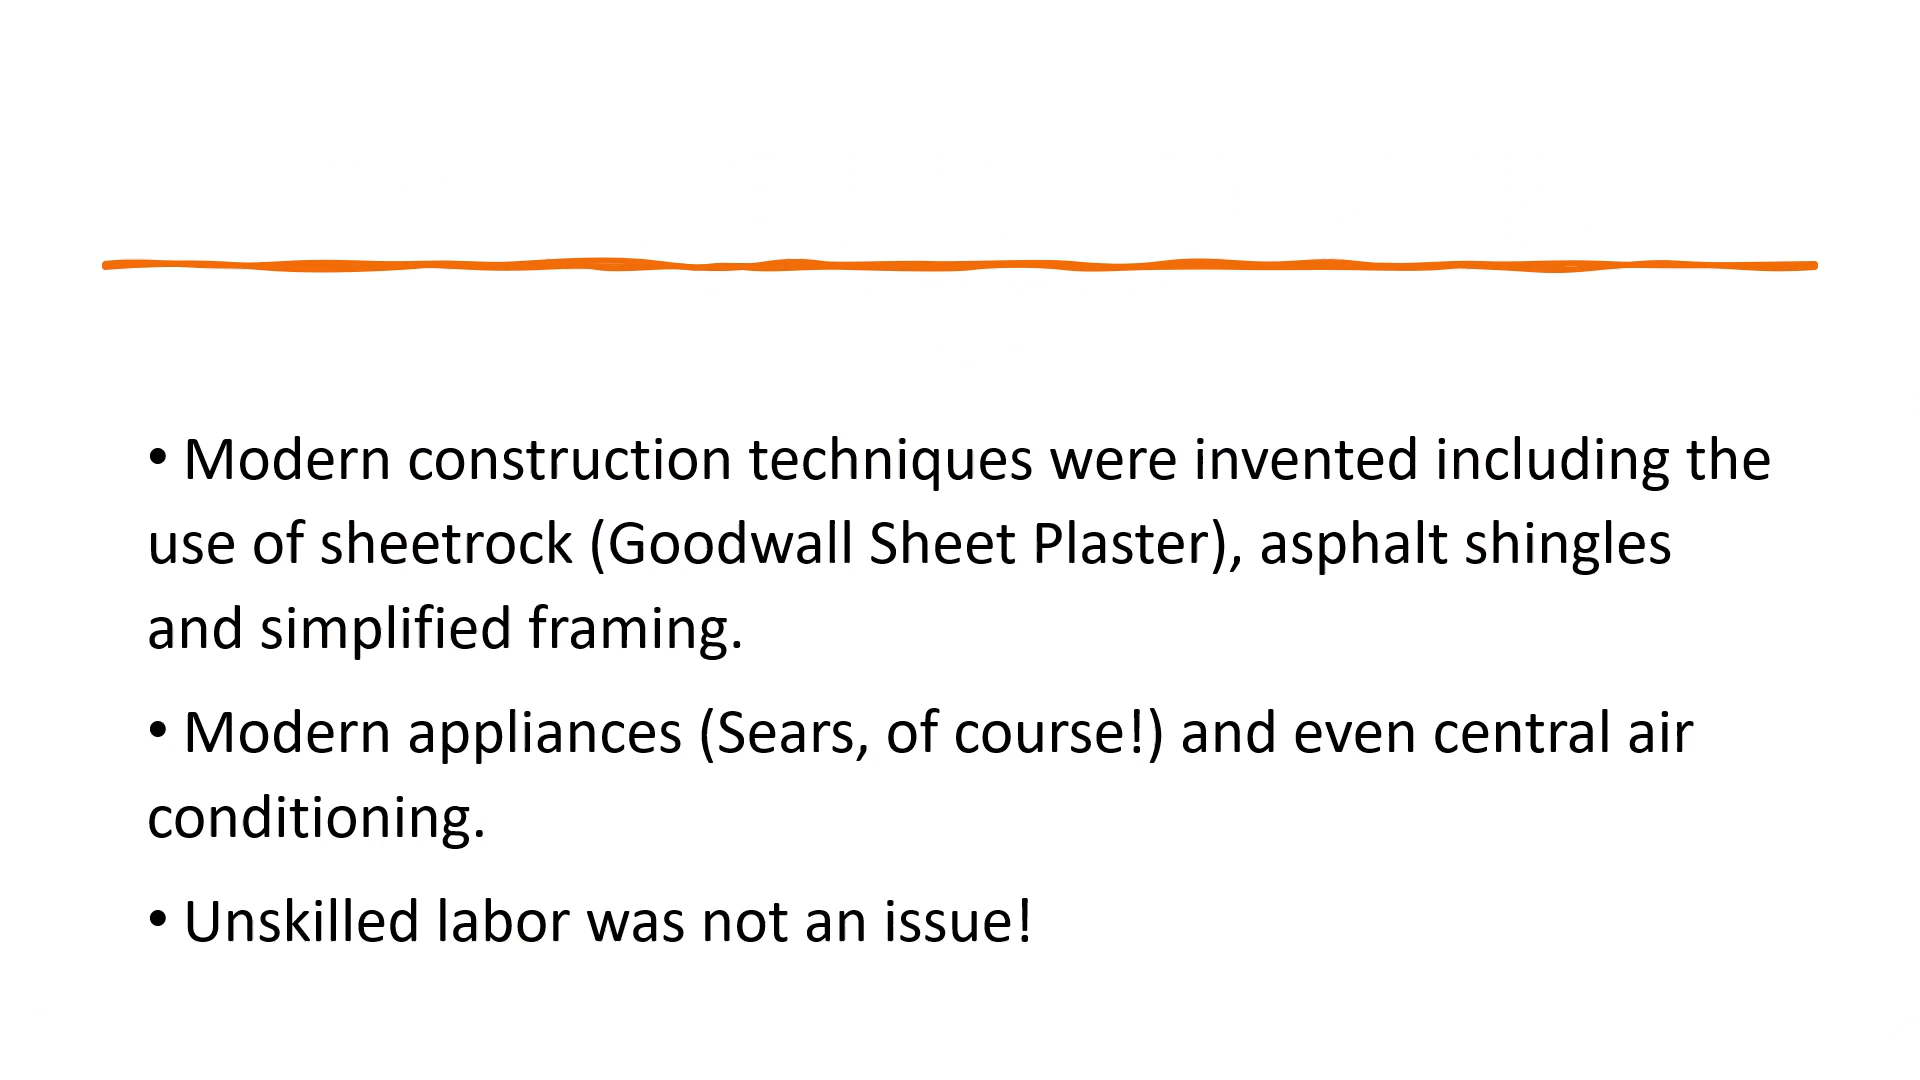 • Modern construction techniques were invented including the
use of sheetrock (Goodwall Sheet Plaster), asphalt shingles
and simplified framing.
• Modern appliances (Sears, of course!) and even central air
conditioning.
• Unskilled labor was not an issue!